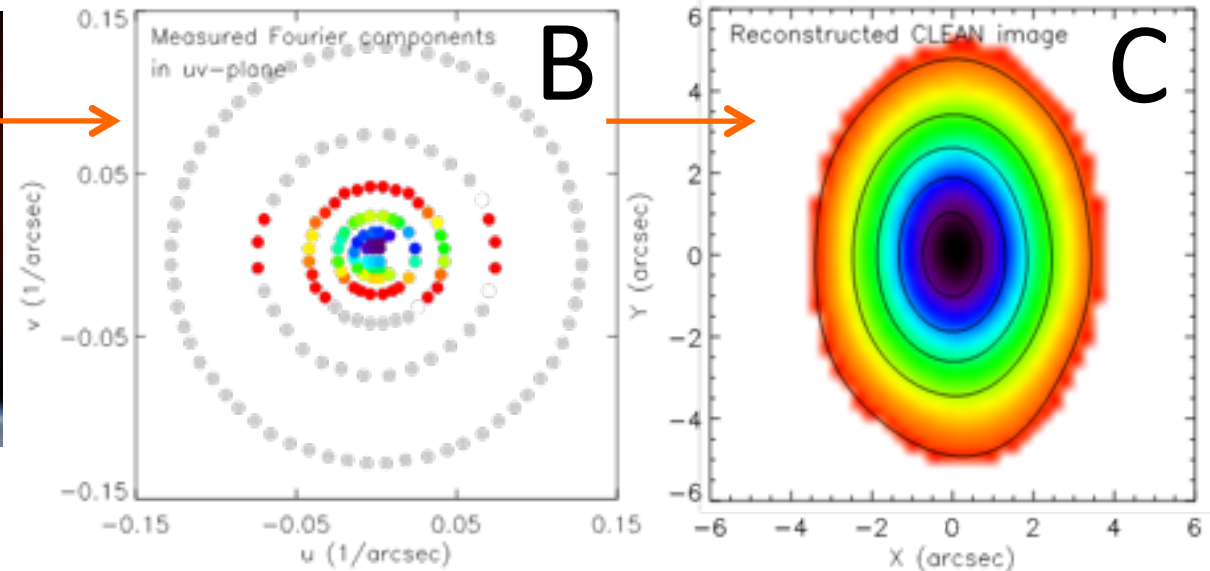 Measured Fourier components
in uv-plane
B
0.15
0.05
-0.05
-0.15
v (1/arcsec)
-0.15
-0.05
0.05
0.15
u (1/arcsec)
Reconstructed CLEAN image
C
6
4
2
0
-2
-4
-6
Y (arcsec)
-6
-4
-2
0
2
4
6
X (arcsec)